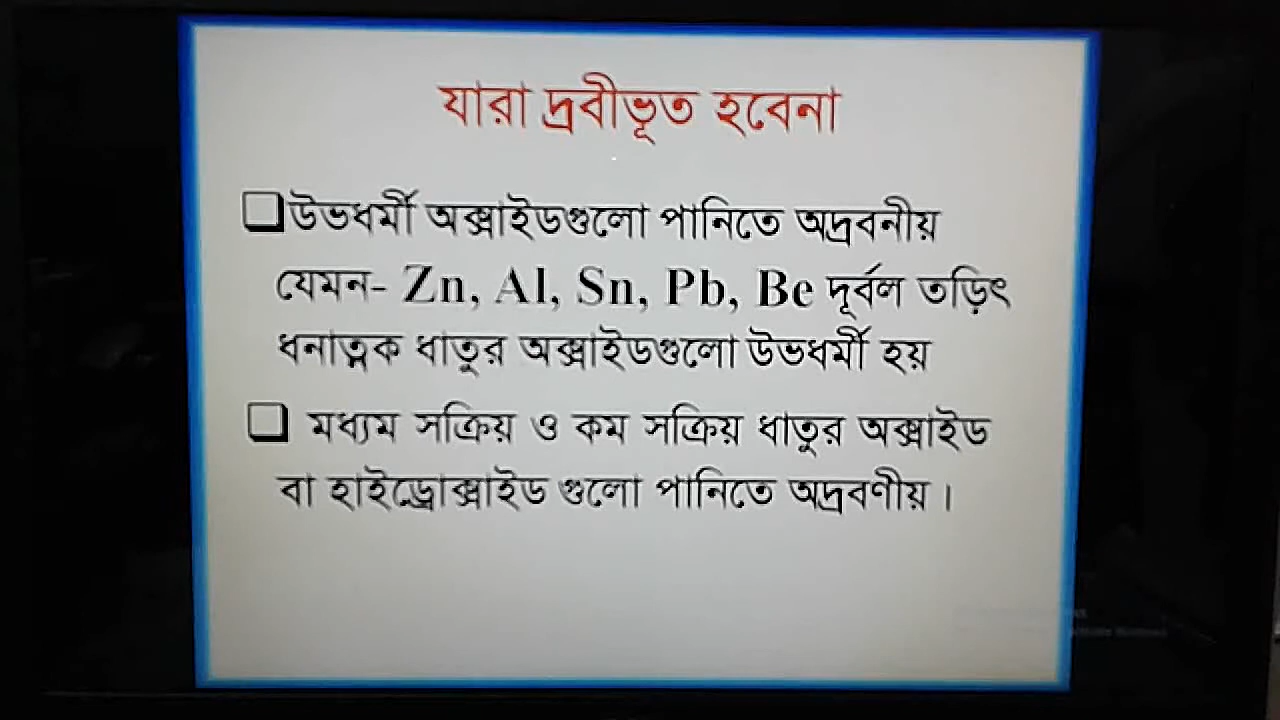 যারা দ্রবীভূত হবেনা
❑উভধর্মী অক্সাইডগুলো পানিতে অদ্রবনীয়
যেমন- Zn, Al, Sn, Pb, Be দূর্বল তড়িৎ
ধনাত্নক ধাতুর অক্সাইডগুলো উভধর্মী হয়
❑ মধ্যম সক্রিয় ও কম সক্রিয় ধাতুর অক্সাইড
বা হাইড্রোক্সাইড গুলো পানিতে অদ্রবণীয় ।